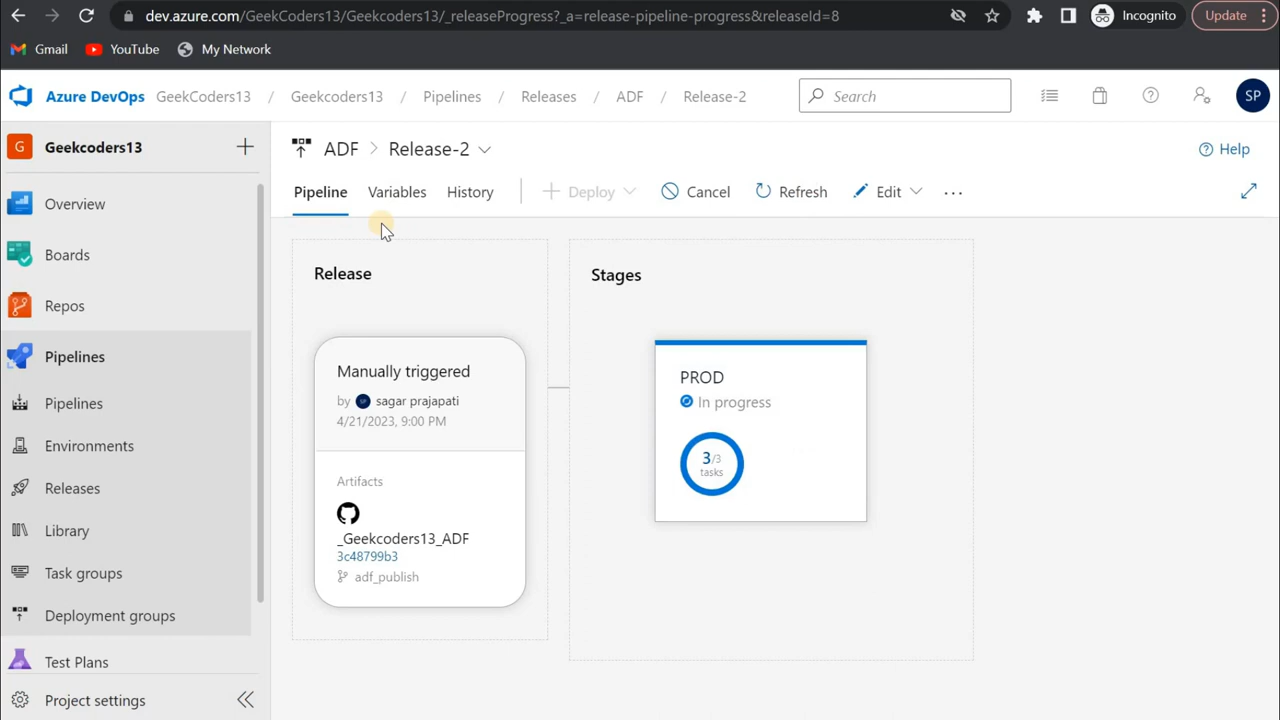 dev.azure.com/GeekCoders13/Geekcoders13/_releaseProgress?_a=release-pipeline-progress&releaseId=8
Incognito
Update
Gmail
YouTube
My Network
Azure DevOps GeekCoders13 / Geekcoders13 / Pipelines / Releases / ADF / Release-2
Search
SP
G
Geekcoders13
Overview
Boards
Repos
Pipelines
Pipelines
Environments
Releases
Library
Task groups
Deployment groups
Test Plans
Project settings
ADF > Release-2
Help
Pipeline Variables History Deploy Cancel Refresh Edit
Release
Manually triggered
by SP sagar prajapati
4/21/2023, 9:00 PM
Artifacts
_Geekcoders13_ADF
3c48799b3
adf_publish
Stages
PROD
In progress
3/3
tasks